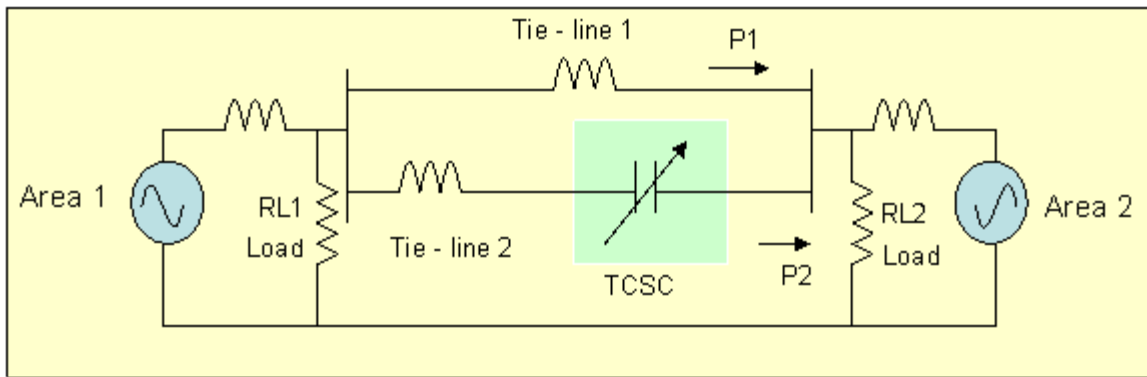 Tie - line 1
P1
Area 1
RL1
Load
Tie - line 2
TCSC
P2
RL2
Load
Area 2